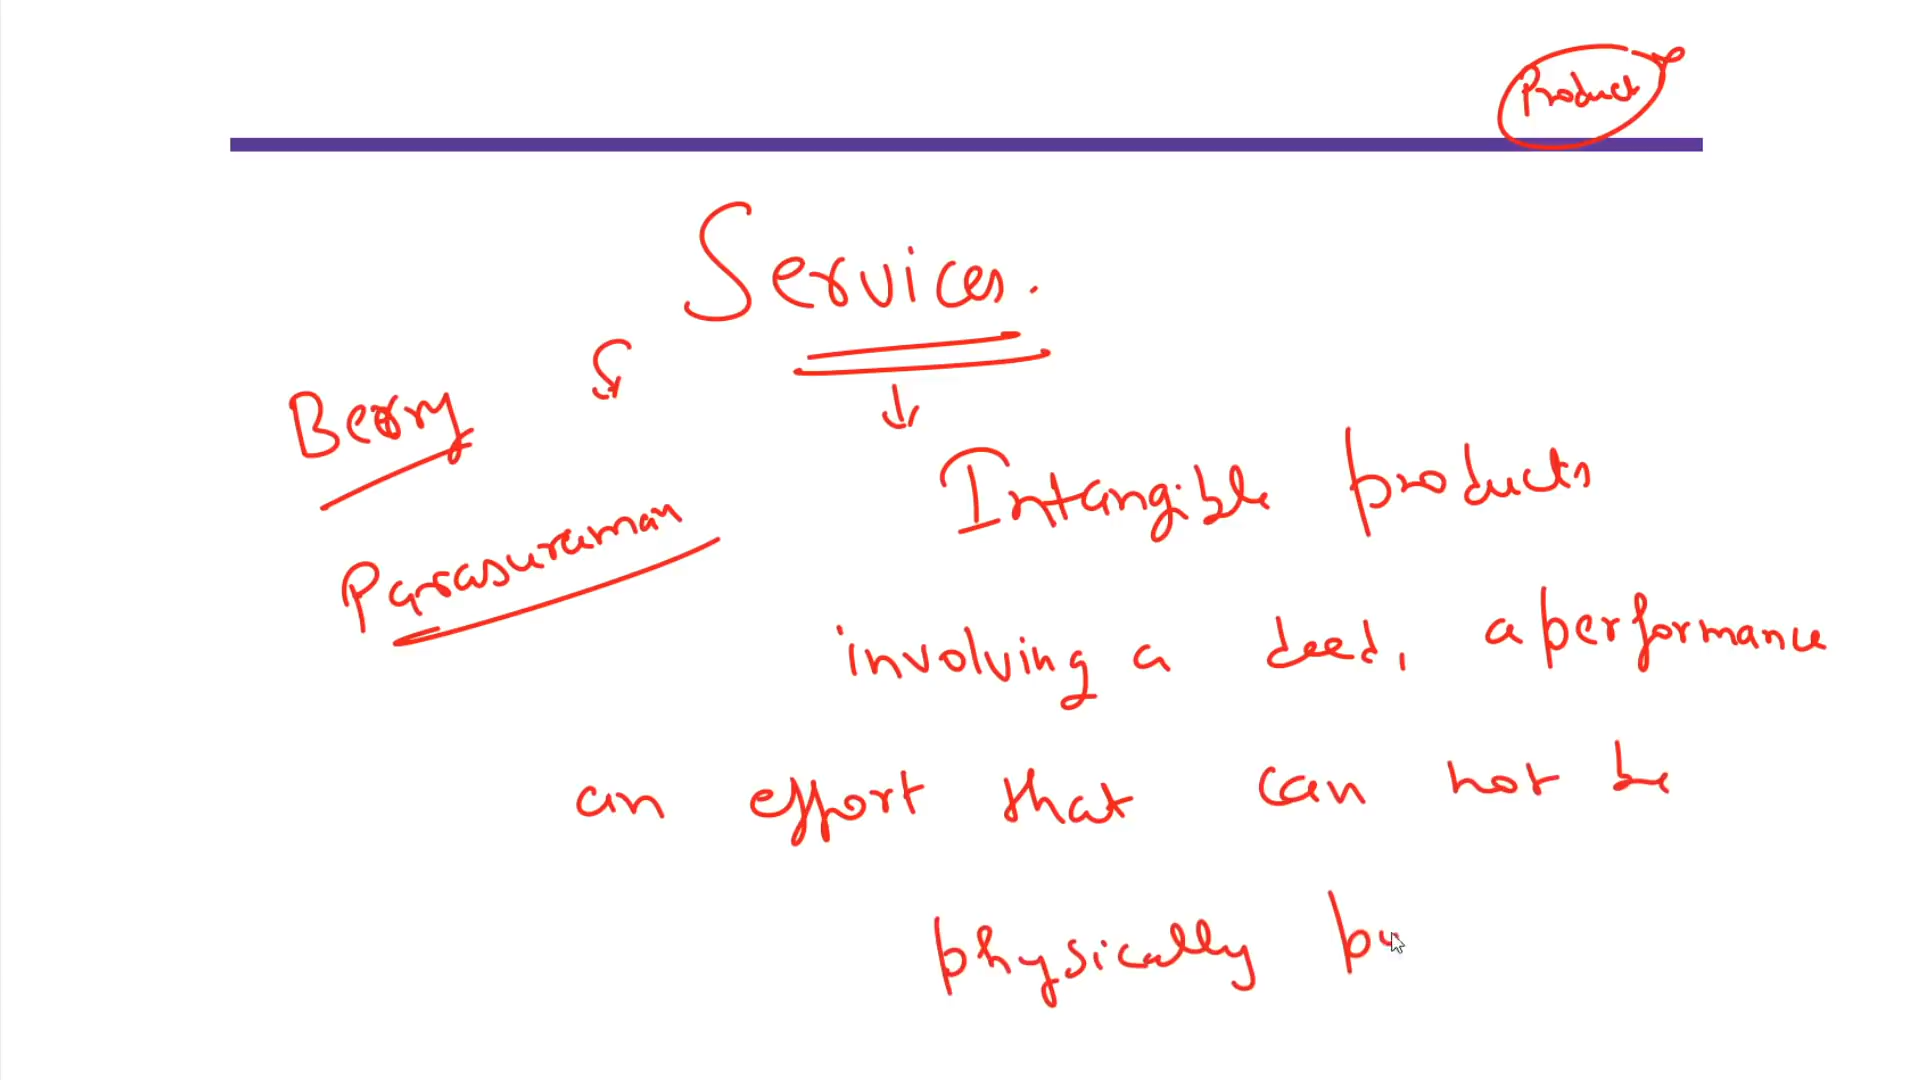 Product
Services.
Berry
Intangible products
Parasuraman
involving a deed, a performance
an effort that can not be
physically